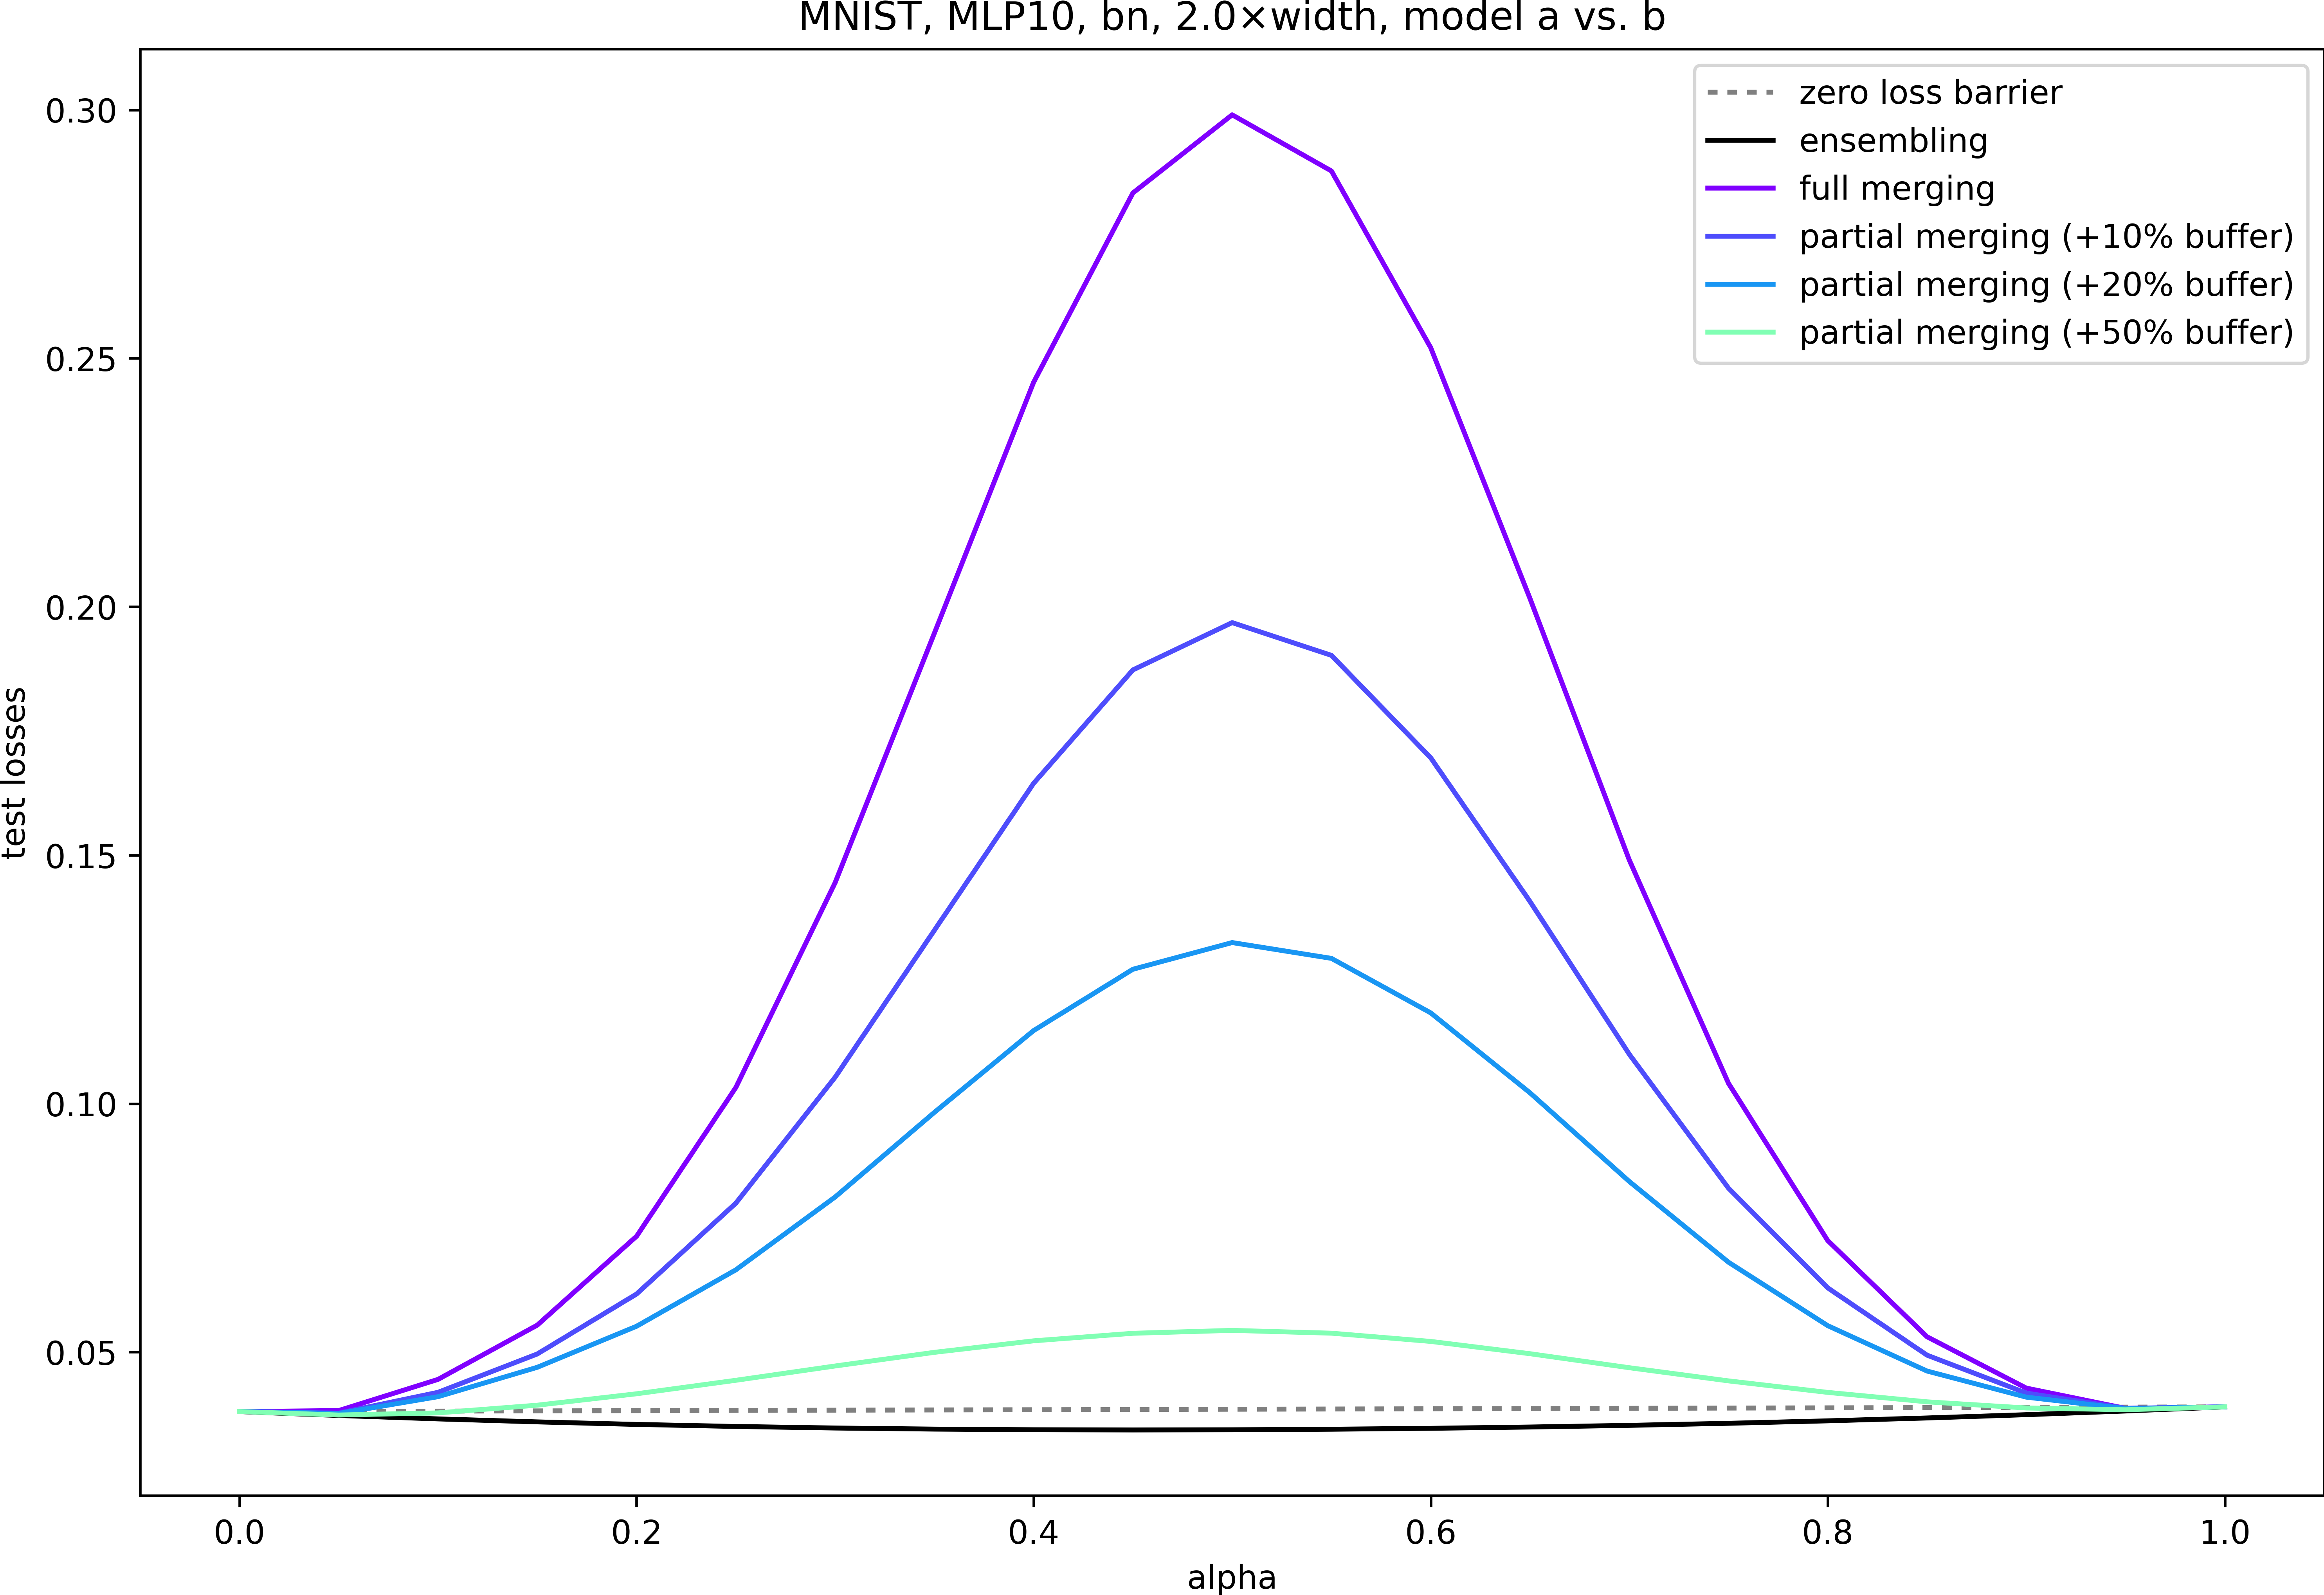 MNIST, MLP10, bn, 2.0×width, model a vs. b
zero loss barrier
ensembling
full merging
partial merging (+10% buffer)
partial merging (+20% buffer)
partial merging (+50% buffer)
test losses
0.30
0.25
0.20
0.15
0.10
0.05
0.0 0.2 0.4 0.6 0.8 1.0
alpha